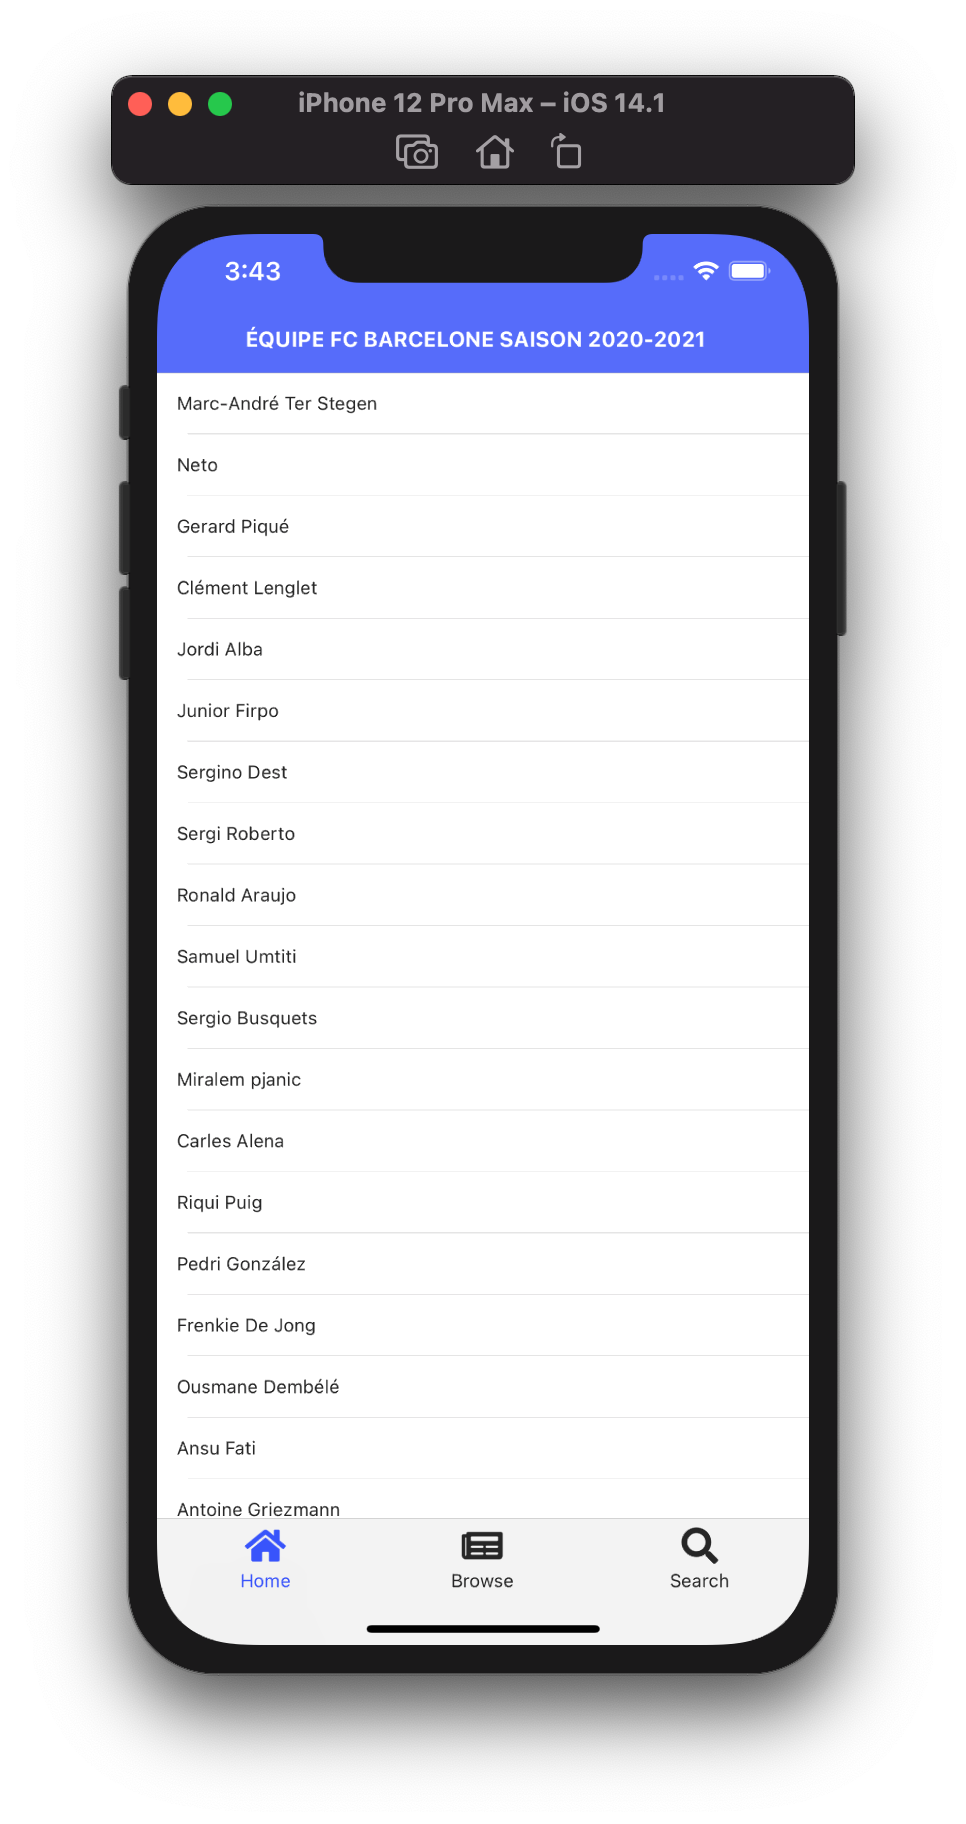 iPhone 12 Pro Max – iOS 14.1
3:43
ÉQUIPE FC BARCELONE SAISON 2020-2021
Marc-André Ter Stegen
Neto
Gerard Piqué
Clément Lenglet
Jordi Alba
Junior Firpo
Sergino Dest
Sergi Roberto
Ronald Araujo
Samuel Umtiti
Sergio Busquets
Miralem pjanic
Carles Alena
Riqui Puig
Pedri González
Frenkie De Jong
Ousmane Dembélé
Ansu Fati
Antoine Griezmann
Home
Browse
Search